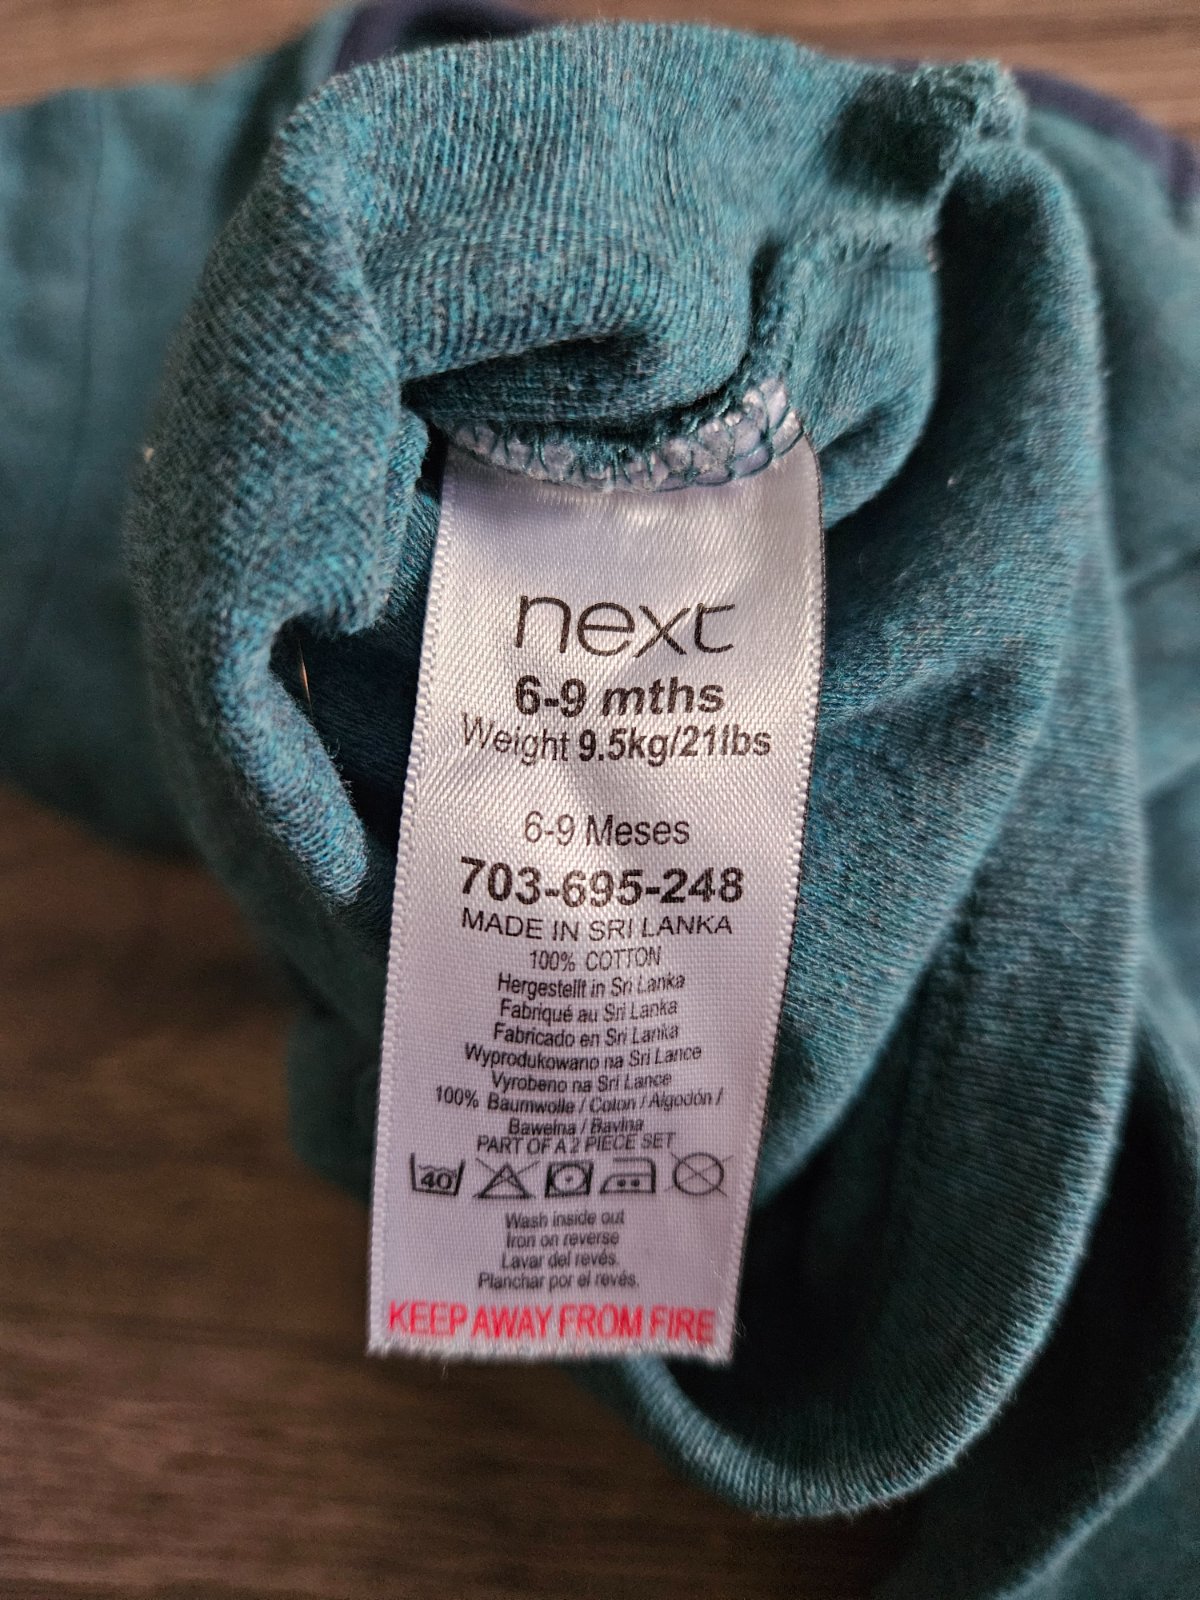 next
6-9 mths
Weight 9.5kg/21lbs
6-9 Meses
703-695-248
MADE IN SRI LANKA
100% COTTON
Hergestellt in Sri Lanka
Fabriqué au Sri Lanka
Fabricado en Sri Lanka
Wyprodukowano na Sri Lance
Vyrobeno na Sri Lance
100% Baumwolle / Coton / Algodón /
Bawełna / Bavlna
PART OF A 2 PIECE SET
40
Wash inside out
Iron on reverse
Lavar del revés.
Planchar por el revés.
KEEP AWAY FROM FIRE